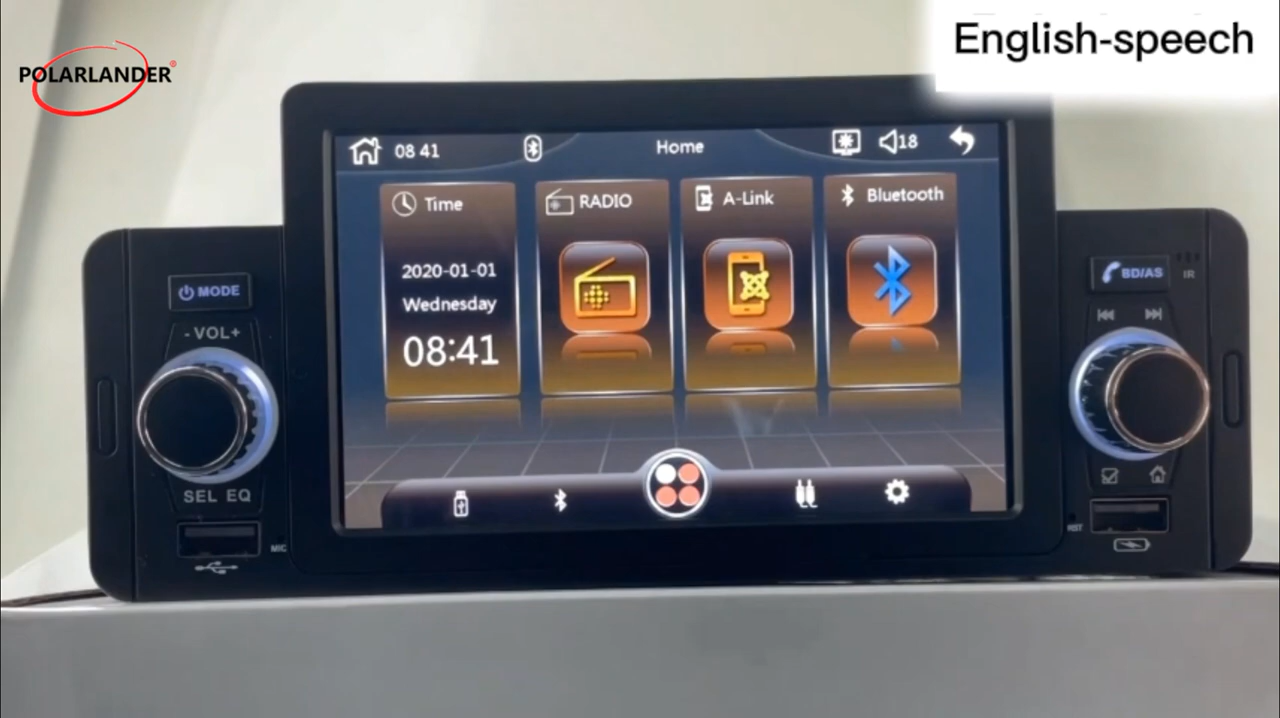 English-speech
POLARLANDER®
08 41
Home
18
Time
RADIO
A-Link
Bluetooth
2020-01-01
Wednesday
08:41
MODE
- VOL+
SEL EQ
MIC
BD/AS
IR
RST